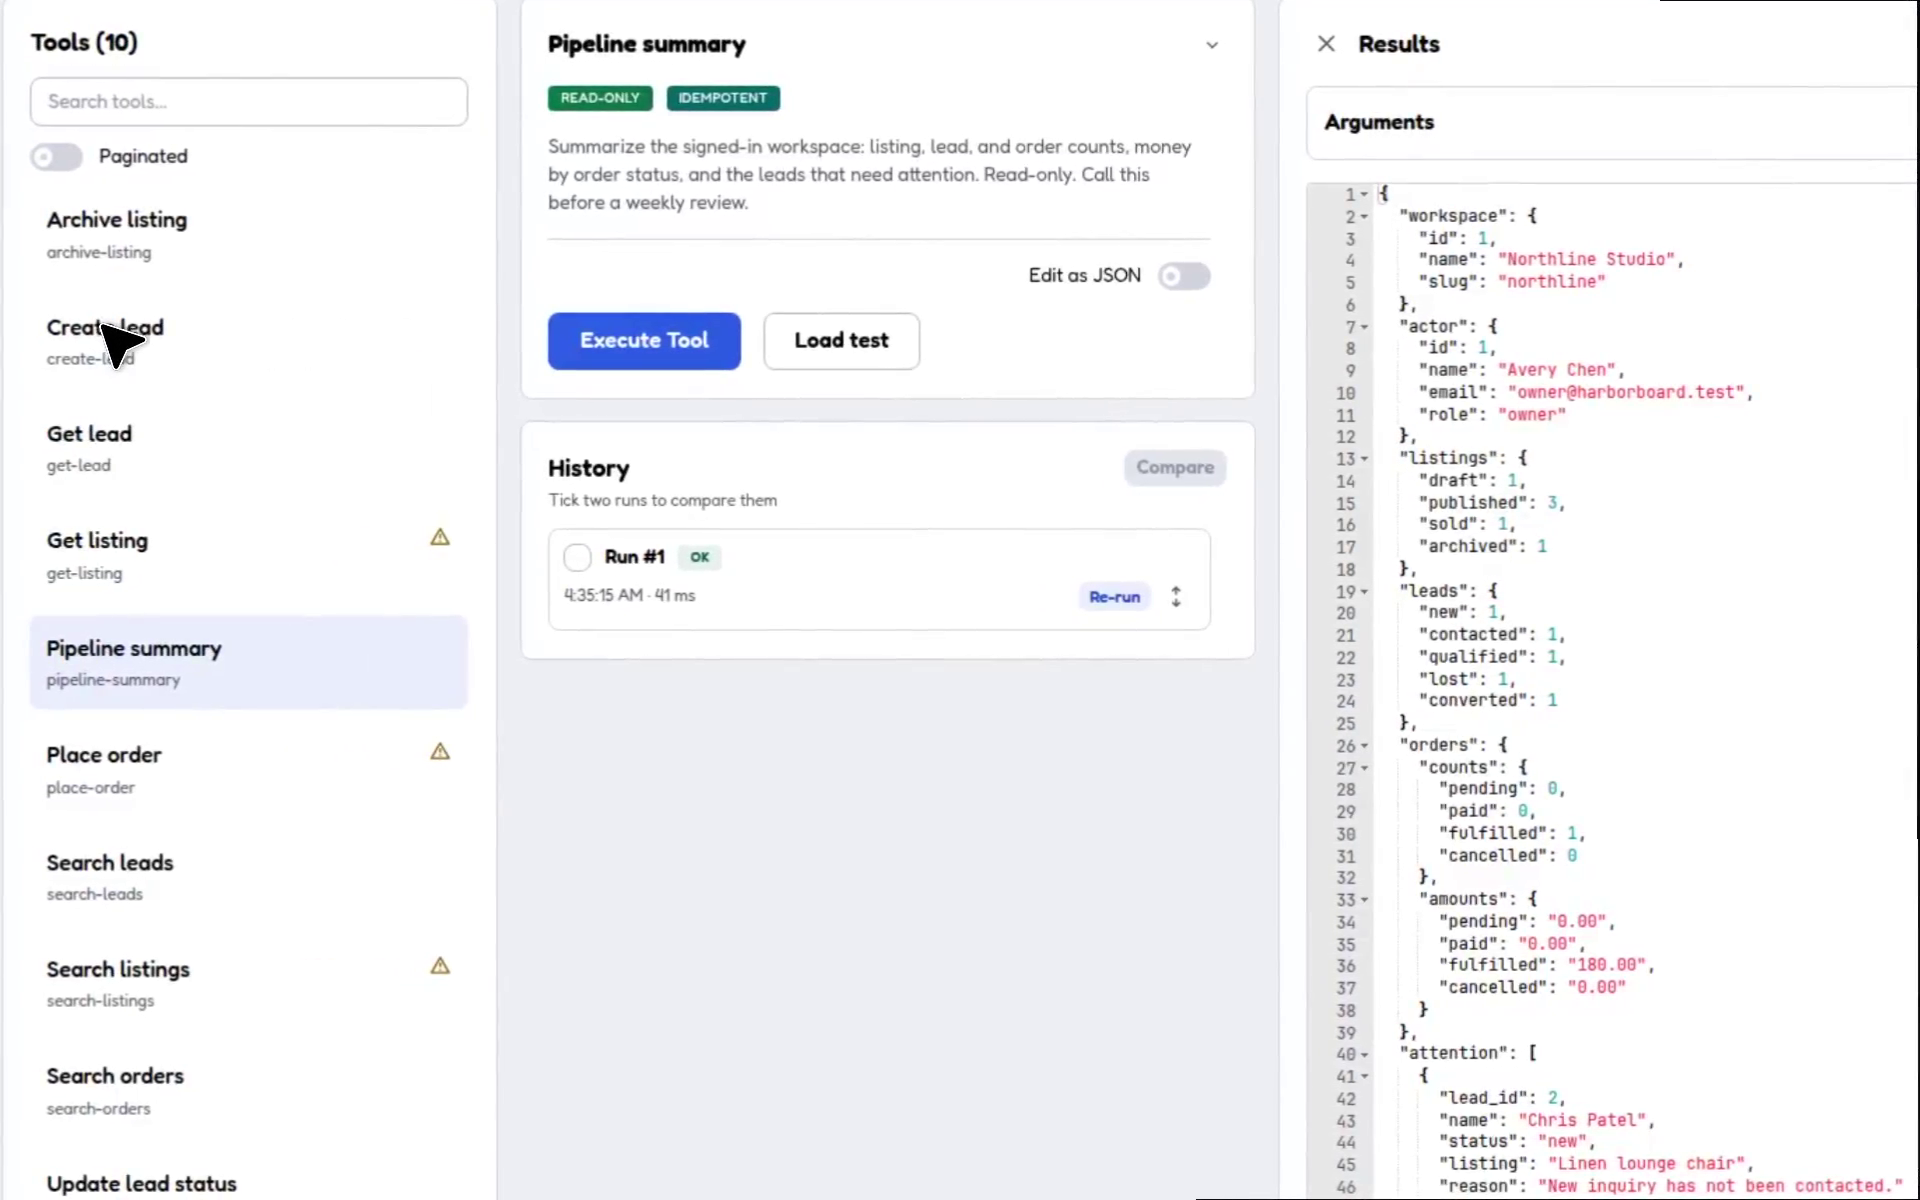 Tools (10)
Search tools...
Paginated
Archive listing
archive-listing
Create lead
create-lead
Get lead
get-lead
Get listing
get-listing
Pipeline summary
pipeline-summary
Place order
place-order
Search leads
search-leads
Search listings
search-listings
Search orders
search-orders
Update lead status
Pipeline summary
READ-ONLY IDEMPOTENT
Summarize the signed-in workspace: listing, lead, and order counts, money
by order status, and the leads that need attention. Read-only. Call this
before a weekly review.
Edit as JSON
Execute Tool Load test
History
Compare
Tick two runs to compare them
Run #1 OK
4:35:15 AM · 41 ms
Re-run
Results
Arguments
1 {
2 "workspace": {
3 "id": 1,
4 "name": "Northline Studio",
5 "slug": "northline"
6 },
7 "actor": {
8 "id": 1,
9 "name": "Avery Chen",
10 "email": "owner@harborboard.test",
11 "role": "owner"
12 },
13 "listings": {
14 "draft": 1,
15 "published": 3,
16 "sold": 1,
17 "archived": 1
18 },
19 "leads": {
20 "new": 1,
21 "contacted": 1,
22 "qualified": 1,
23 "lost": 1,
24 "converted": 1
25 },
26 "orders": {
27 "counts": {
28 "pending": 0,
29 "paid": 0,
30 "fulfilled": 1,
31 "cancelled": 0
32 },
33 "amounts": {
34 "pending": "0.00",
35 "paid": "0.00",
36 "fulfilled": "180.00",
37 "cancelled": "0.00"
38 }
39 },
40 "attention": [
41 {
42 "lead_id": 2,
43 "name": "Chris Patel",
44 "status": "new",
45 "listing": "Linen lounge chair",
46 "reason": "New inquiry has not been contacted."